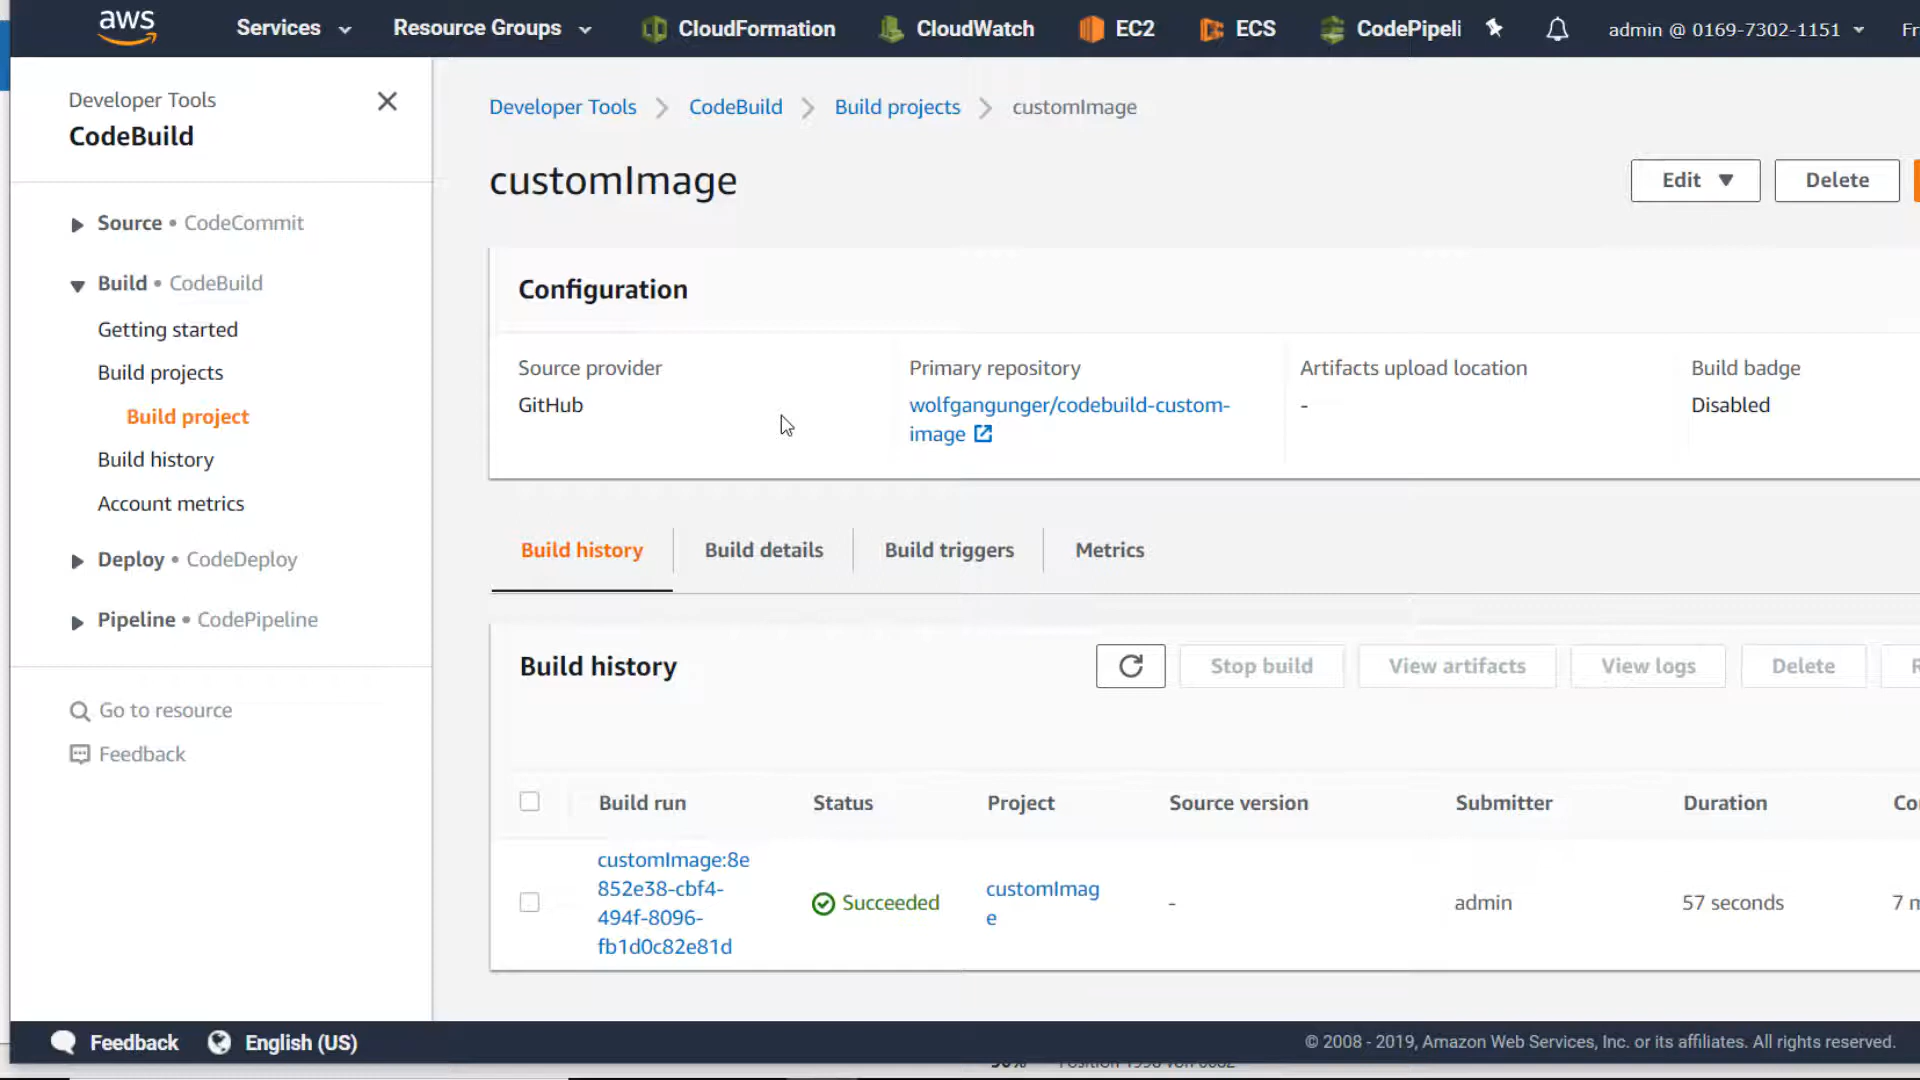 aws Services Resource Groups CloudFormation CloudWatch EC2 ECS CodePipeli admin @ 0169-7302-1151 Fr
Developer Tools
CodeBuild
Source • CodeCommit
Build • CodeBuild
Getting started
Build projects
Build project
Build history
Account metrics
Deploy • CodeDeploy
Pipeline • CodePipeline
Go to resource
Feedback
Developer Tools CodeBuild Build projects customImage
customImage
Edit Delete
Configuration
Source provider
GitHub
Primary repository
wolfgangunger/codebuild-custom-
image
Artifacts upload location
-
Build badge
Disabled
Build history Build details Build triggers Metrics
Build history
Stop build View artifacts View logs Delete
Build run Status Project Source version Submitter Duration Co
customImage:8e
852e38-cbf4-
494f-8096-
fb1d0c82e81d
Succeeded
customImag
e
-
admin
57 seconds
7 m
Feedback English (US)
© 2008 - 2019, Amazon Web Services, Inc. or its affiliates. All rights reserved.